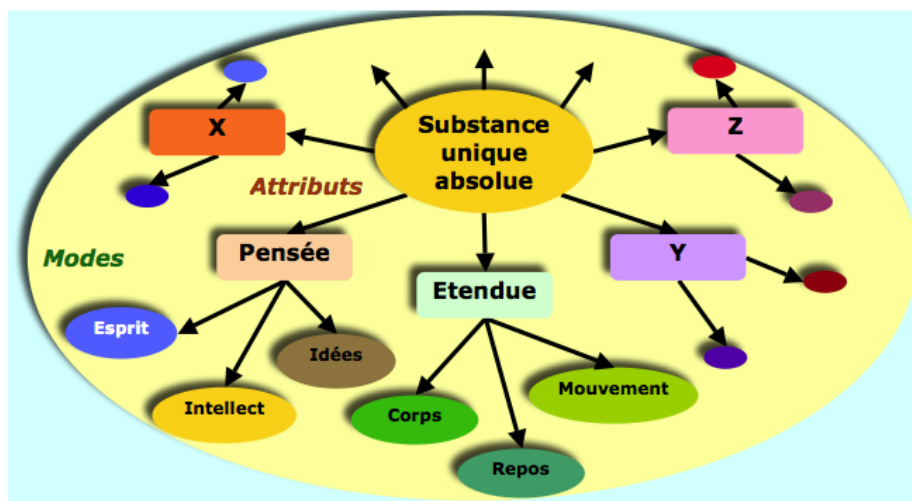 X
Substance
unique
absolue
Z
Attributs
Modes
Pensée
Etendue
Y
Esprit
Idées
Intellect
Corps
Mouvement
Repos